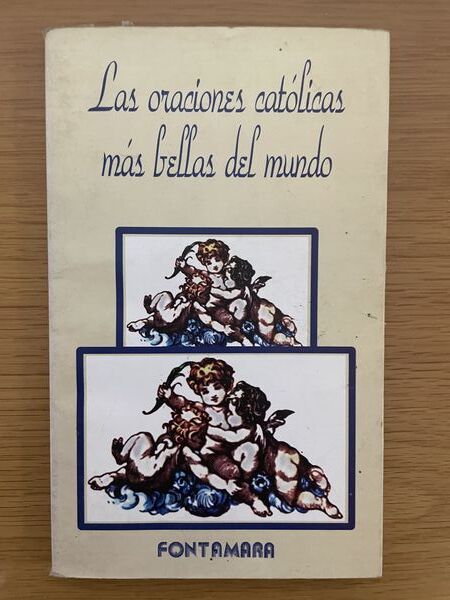 Las oraciones católicas
más bellas del mundo
FONTAMARA